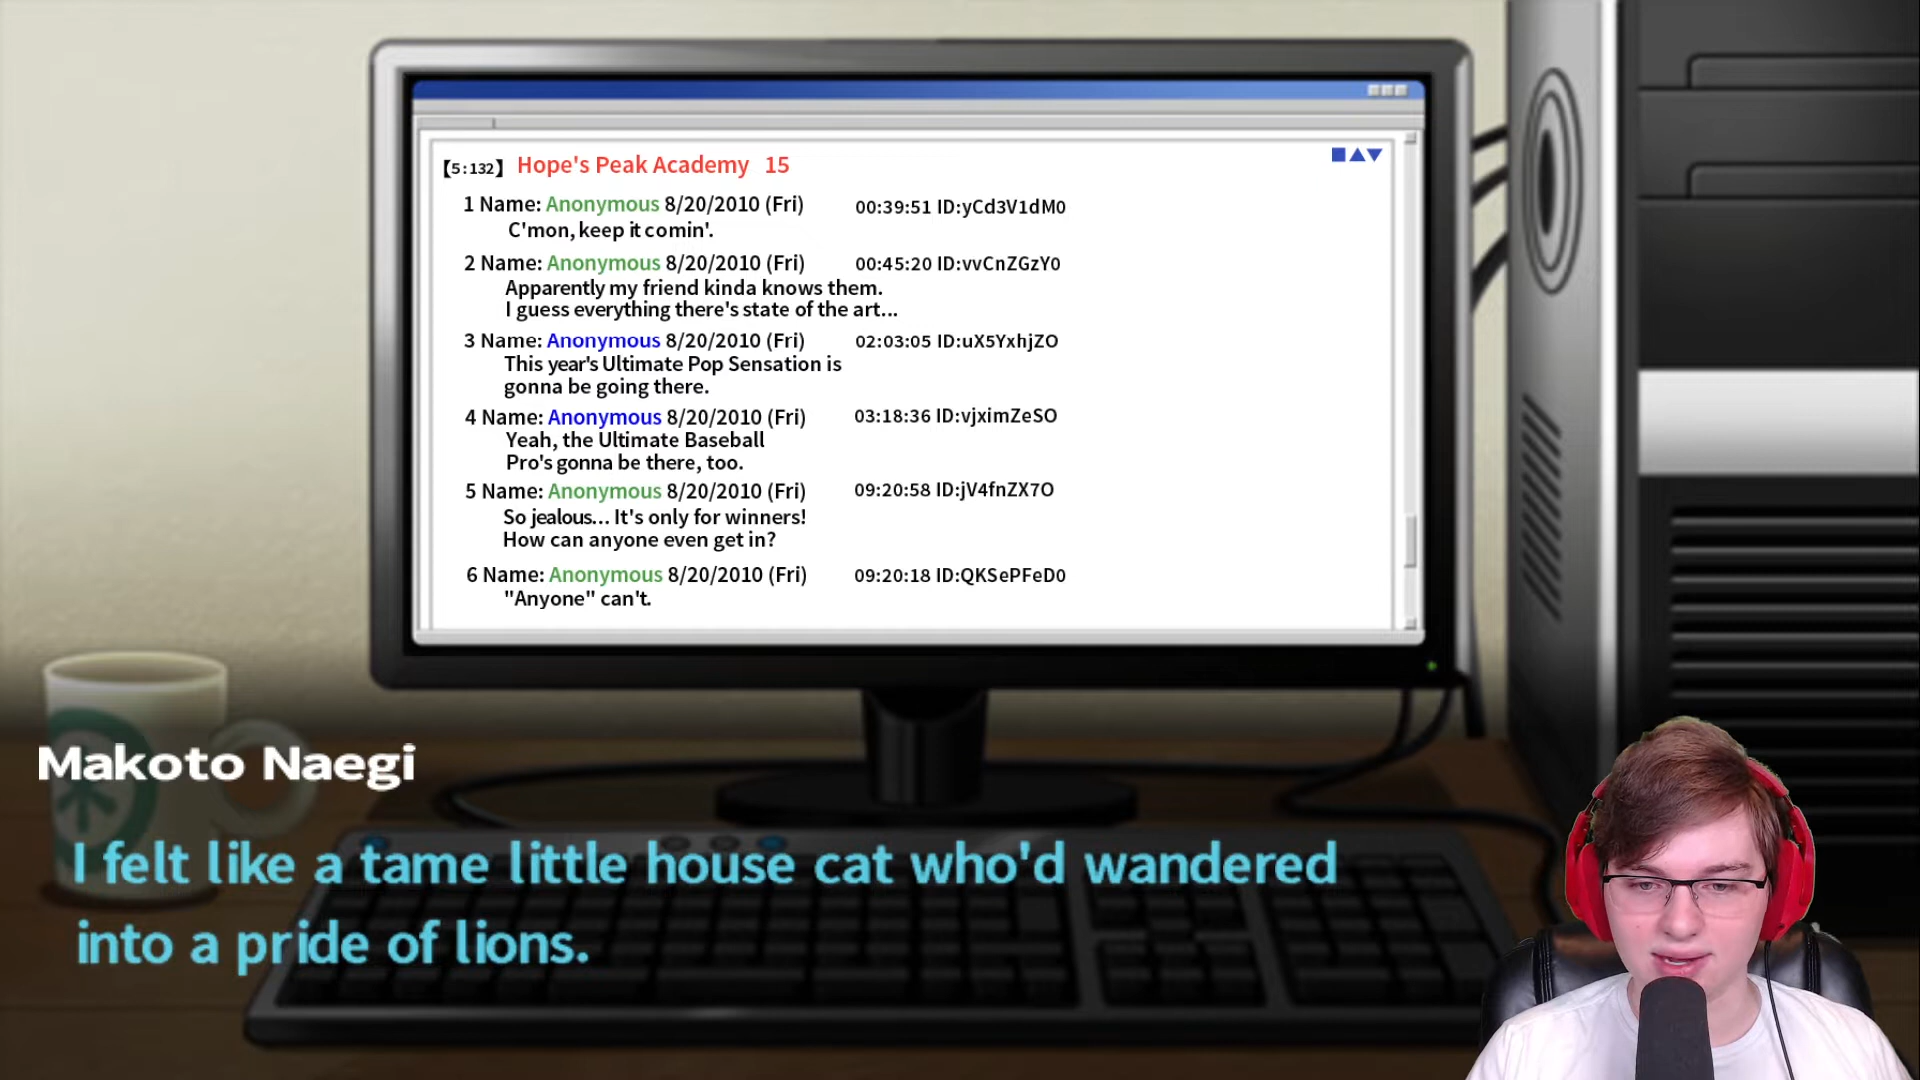 【5:132】 Hope's Peak Academy 15
1 Name: Anonymous 8/20/2010 (Fri) 00:39:51 ID:yCd3V1dM0
C'mon, keep it comin'.
2 Name: Anonymous 8/20/2010 (Fri) 00:45:20 ID:vvCnZGzY0
Apparently my friend kinda knows them.
I guess everything there's state of the art...
3 Name: Anonymous 8/20/2010 (Fri) 02:03:05 ID:uX5YxhjZO
This year's Ultimate Pop Sensation is
gonna be going there.
4 Name: Anonymous 8/20/2010 (Fri) 03:18:36 ID:vjximZeSO
Yeah, the Ultimate Baseball
Pro's gonna be there, too.
5 Name: Anonymous 8/20/2010 (Fri) 09:20:58 ID:jV4fnZX7O
So jealous... It's only for winners!
How can anyone even get in?
6 Name: Anonymous 8/20/2010 (Fri) 09:20:18 ID:QKSePFeD0
"Anyone" can't.
Makoto Naegi
I felt like a tame little house cat who'd wandered
into a pride of lions.